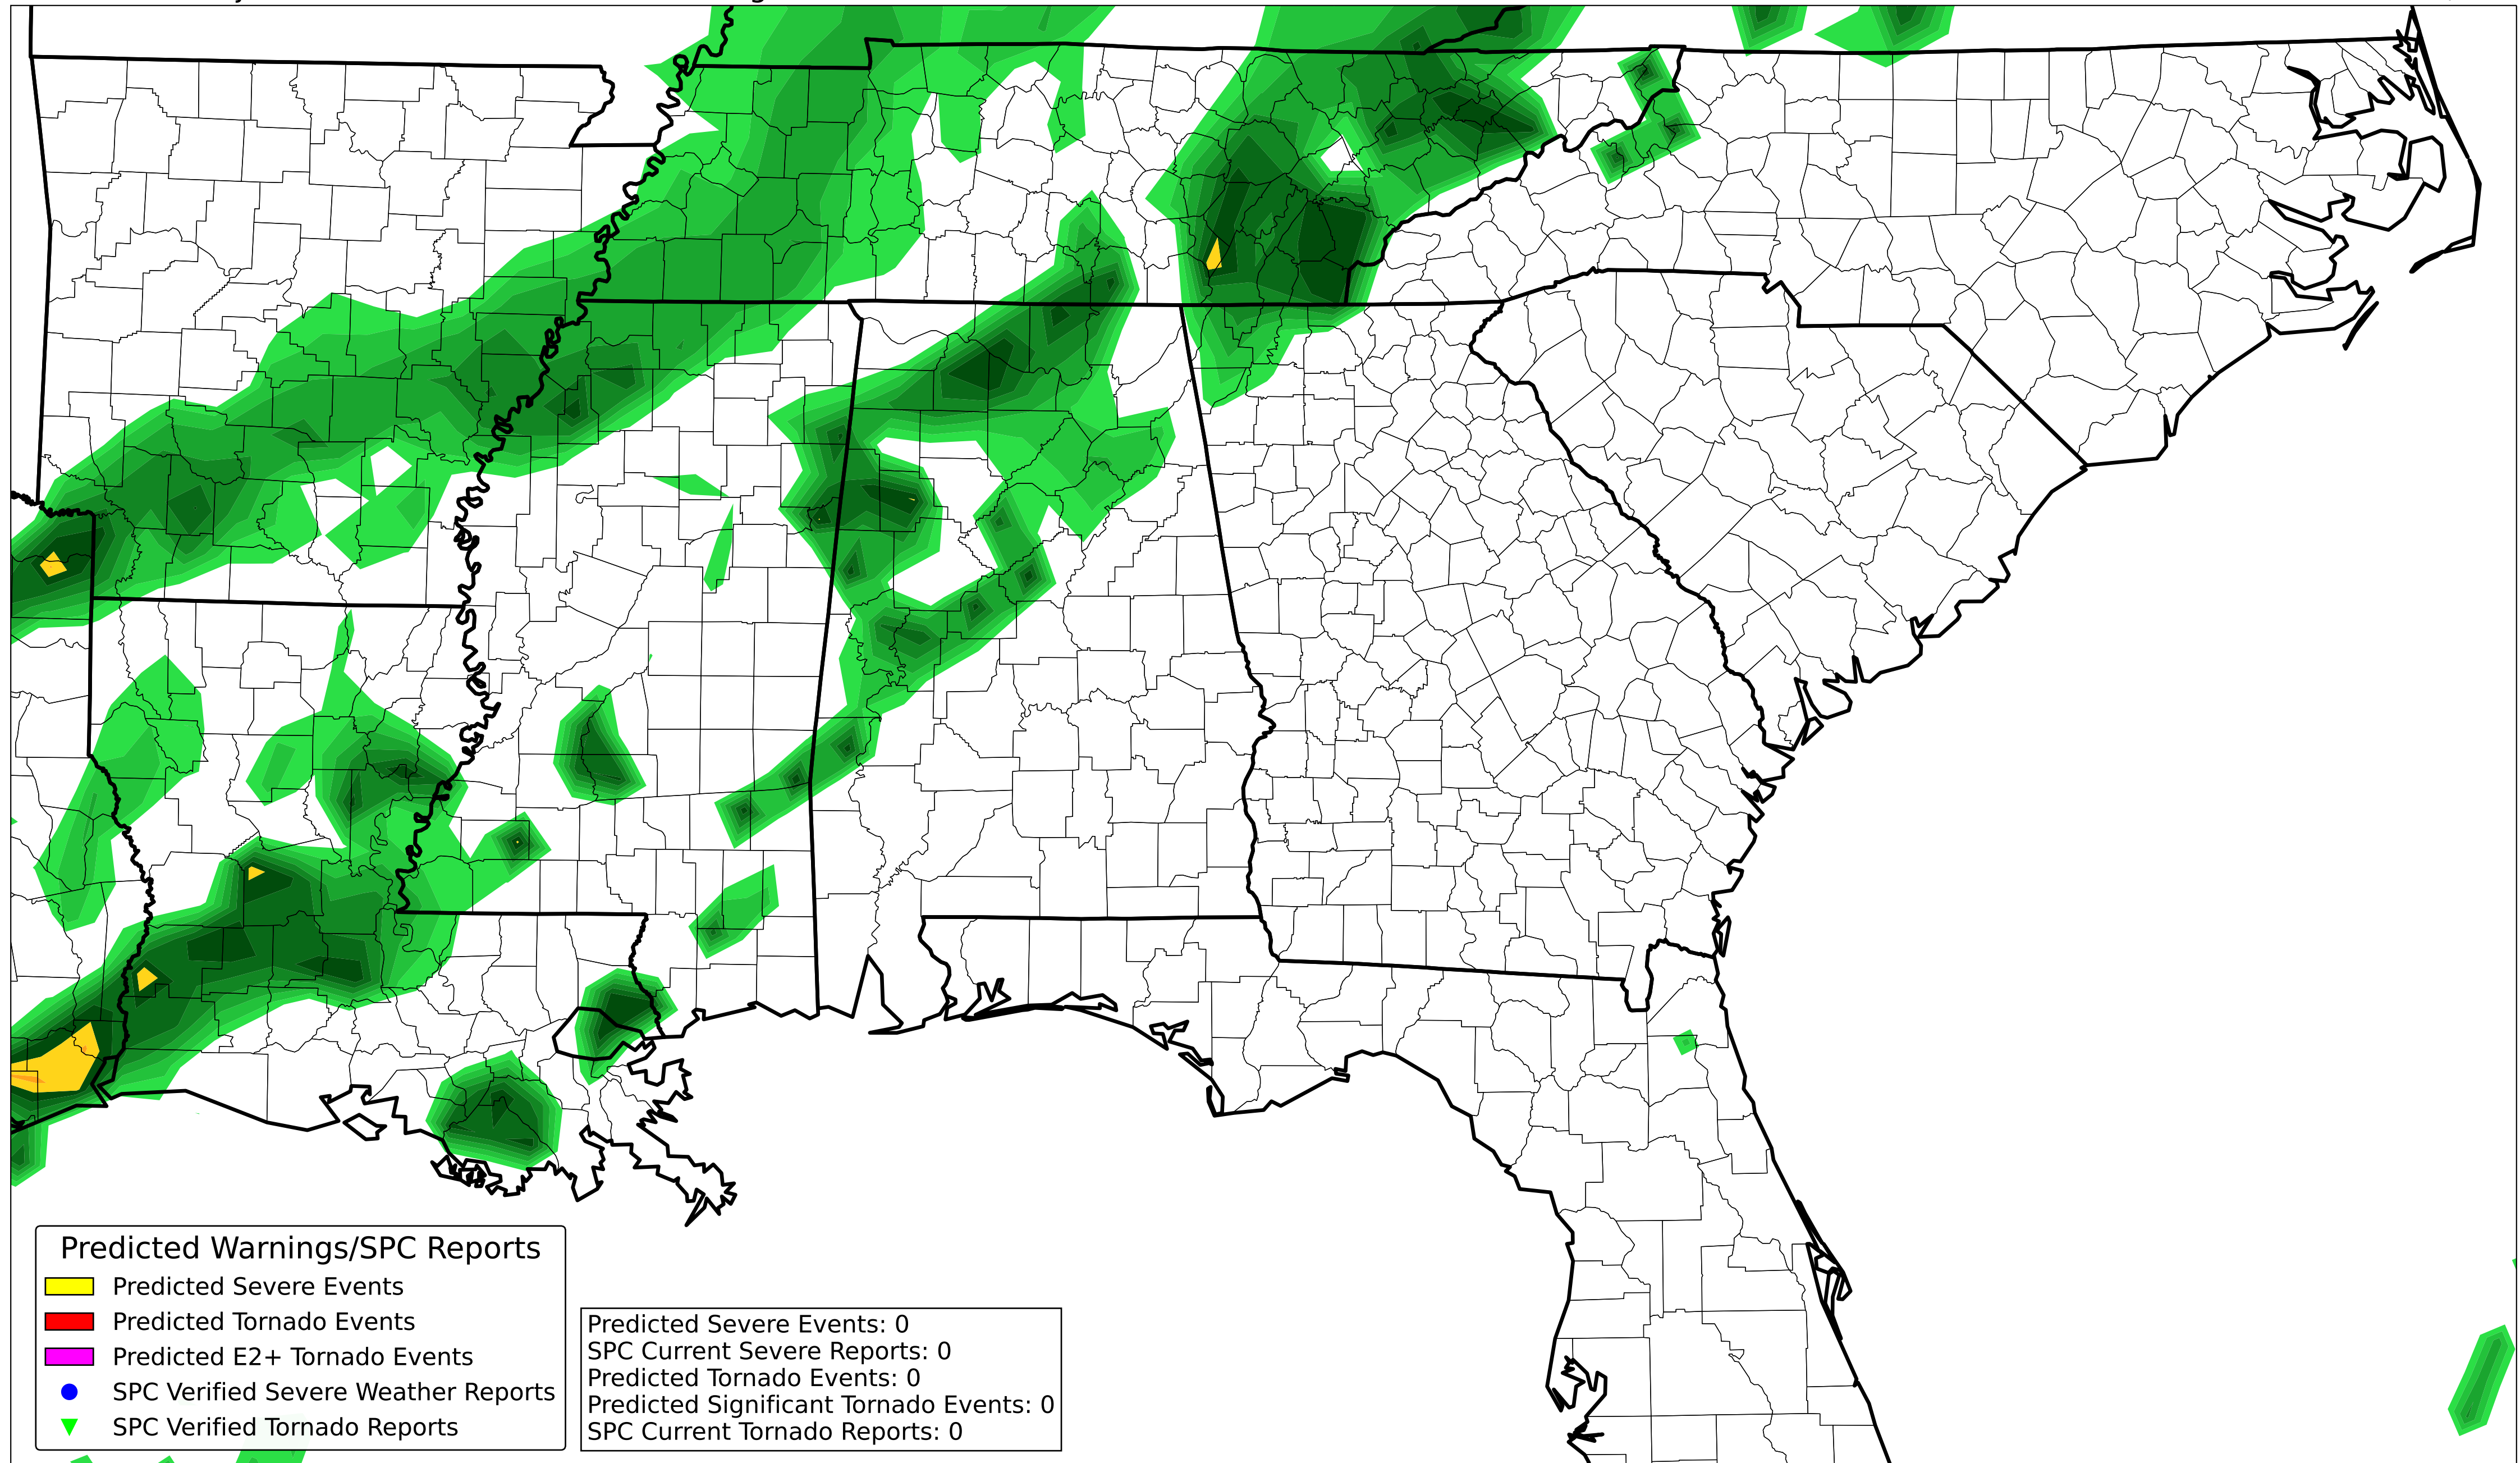 Predicted Warnings/SPC Reports
Predicted Severe Events
Predicted Tornado Events
Predicted E2+ Tornado Events
SPC Verified Severe Weather Reports
SPC Verified Tornado Reports
Predicted Severe Events: 0
SPC Current Severe Reports: 0
Predicted Tornado Events: 0
Predicted Significant Tornado Events: 0
SPC Current Tornado Reports: 0